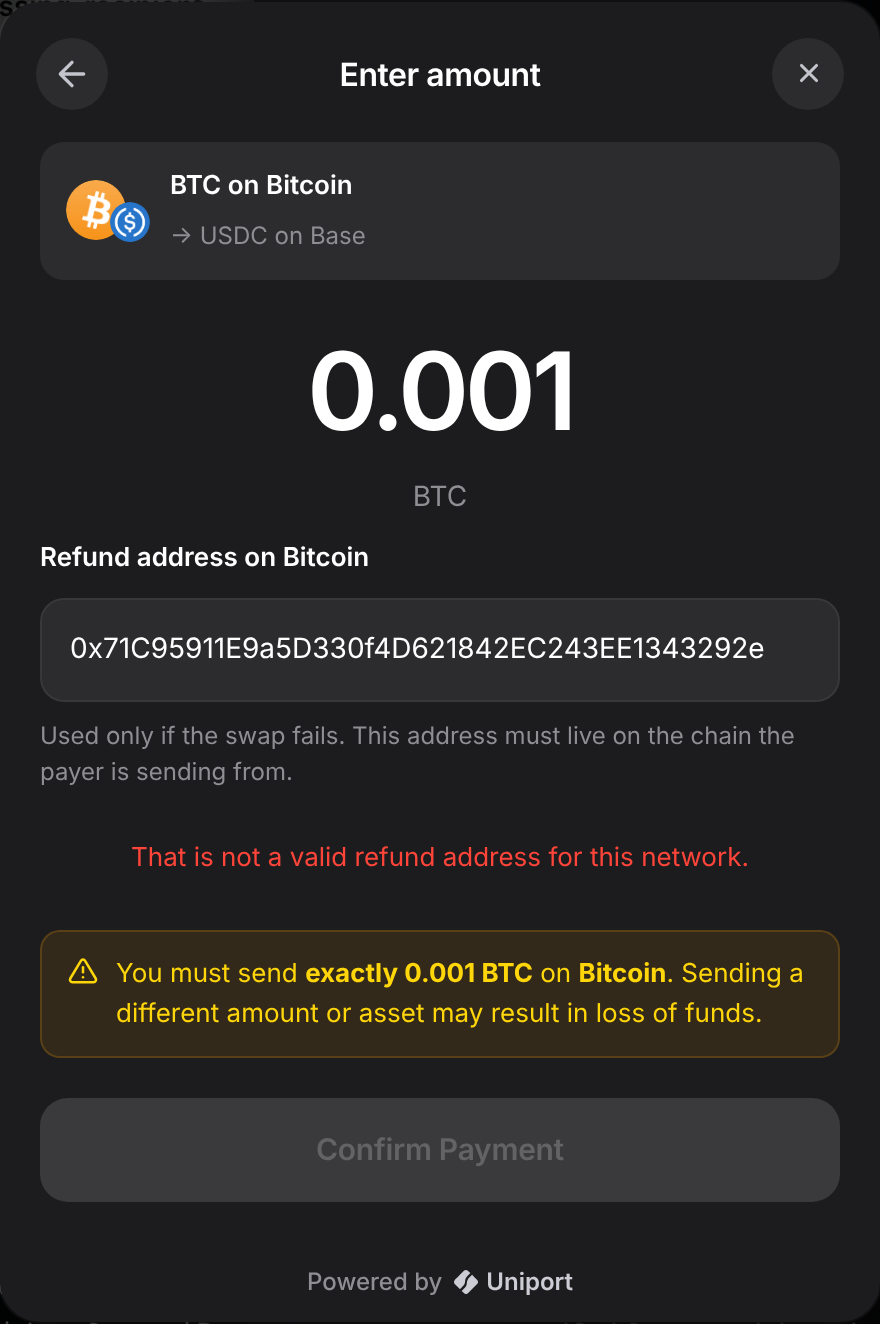 Enter amount
BTC on Bitcoin
→ USDC on Base
0.001
BTC
Refund address on Bitcoin
0x71C95911E9a5D330f4D621842EC243EE1343292e
Used only if the swap fails. This address must live on the chain the
payer is sending from.
That is not a valid refund address for this network.
You must send exactly 0.001 BTC on Bitcoin. Sending a
different amount or asset may result in loss of funds.
Confirm Payment
Powered by Uniport